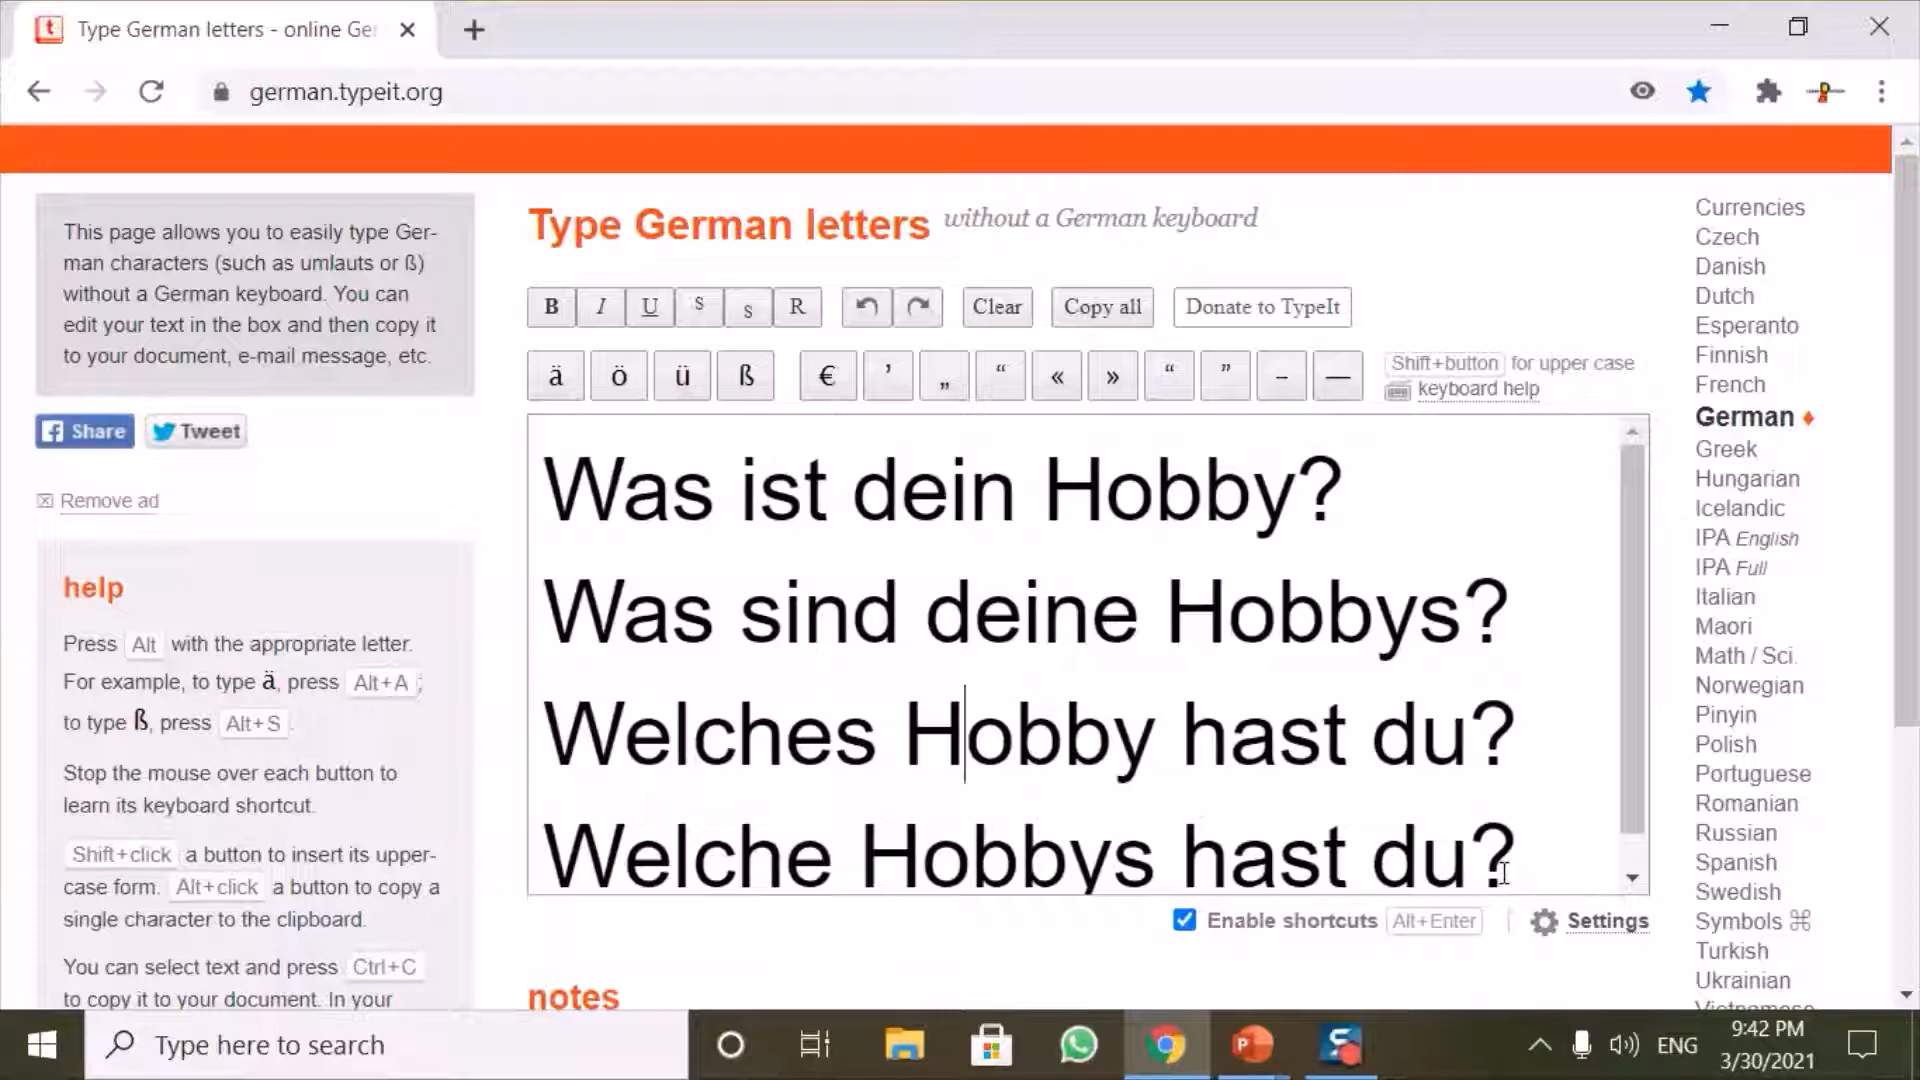 Type German letters - online Ger
german.typeit.org
This page allows you to easily type Ger-
man characters (such as umlauts or ß)
without a German keyboard. You can
edit your text in the box and then copy it
to your document, e-mail message, etc.
Share
Tweet
Remove ad
help
Press Alt with the appropriate letter.
For example, to type ä, press Alt+A;
to type ß, press Alt+S.
Stop the mouse over each button to
learn its keyboard shortcut.
Shift+click a button to insert its upper-
case form. Alt+click a button to copy a
single character to the clipboard.
You can select text and press Ctrl+C
to copy it to your document. In your
Type German letters without a German keyboard
B I U S S R Clear Copy all Donate to TypeIt
ä ö ü ß € ’ „ “ « » “ ” – —
Shift+button for upper case
keyboard help
Was ist dein Hobby?
Was sind deine Hobbys?
Welches Hobby hast du?
Welche Hobbys hast du?
Enable shortcuts Alt+Enter Settings
notes
Currencies
Czech
Danish
Dutch
Esperanto
Finnish
French
German
Greek
Hungarian
Icelandic
IPA English
IPA Full
Italian
Maori
Math / Sci.
Norwegian
Pinyin
Polish
Portuguese
Romanian
Russian
Spanish
Swedish
Symbols ⌘
Turkish
Ukrainian
Vietnamese
Type here to search
ENG
9:42 PM
3/30/2021